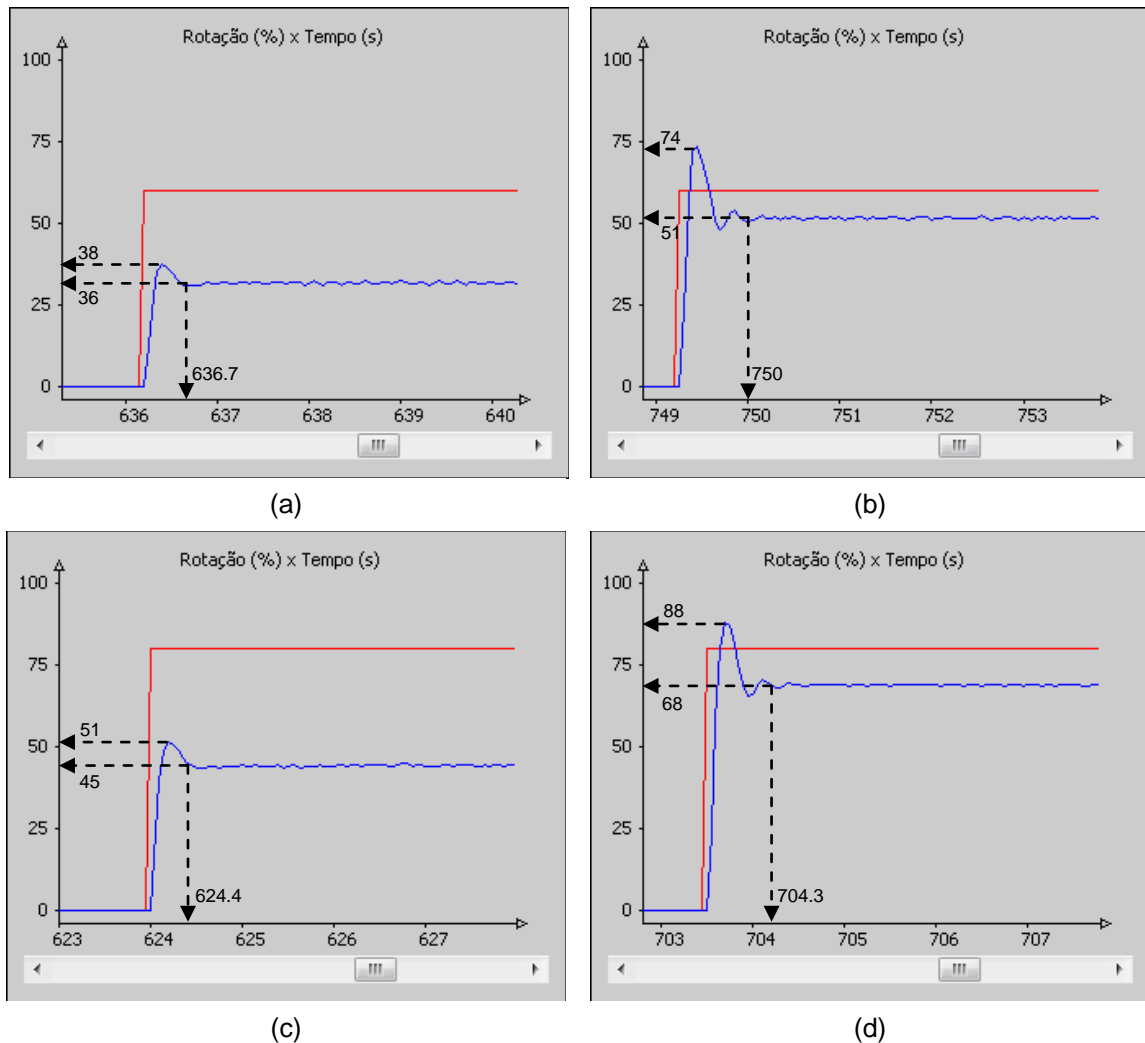 Rotação (%) x Tempo (s)
100
75
50
25
0
38
36
636.7
636 637 638 639 640
(a)
Rotação (%) x Tempo (s)
100
75
50
25
0
74
51
750
749 750 751 752 753
(b)
Rotação (%) x Tempo (s)
100
75
50
25
0
51
45
624.4
623 624 625 626 627
(c)
Rotação (%) x Tempo (s)
100
75
50
25
0
88
68
704.3
703 704 705 706 707
(d)